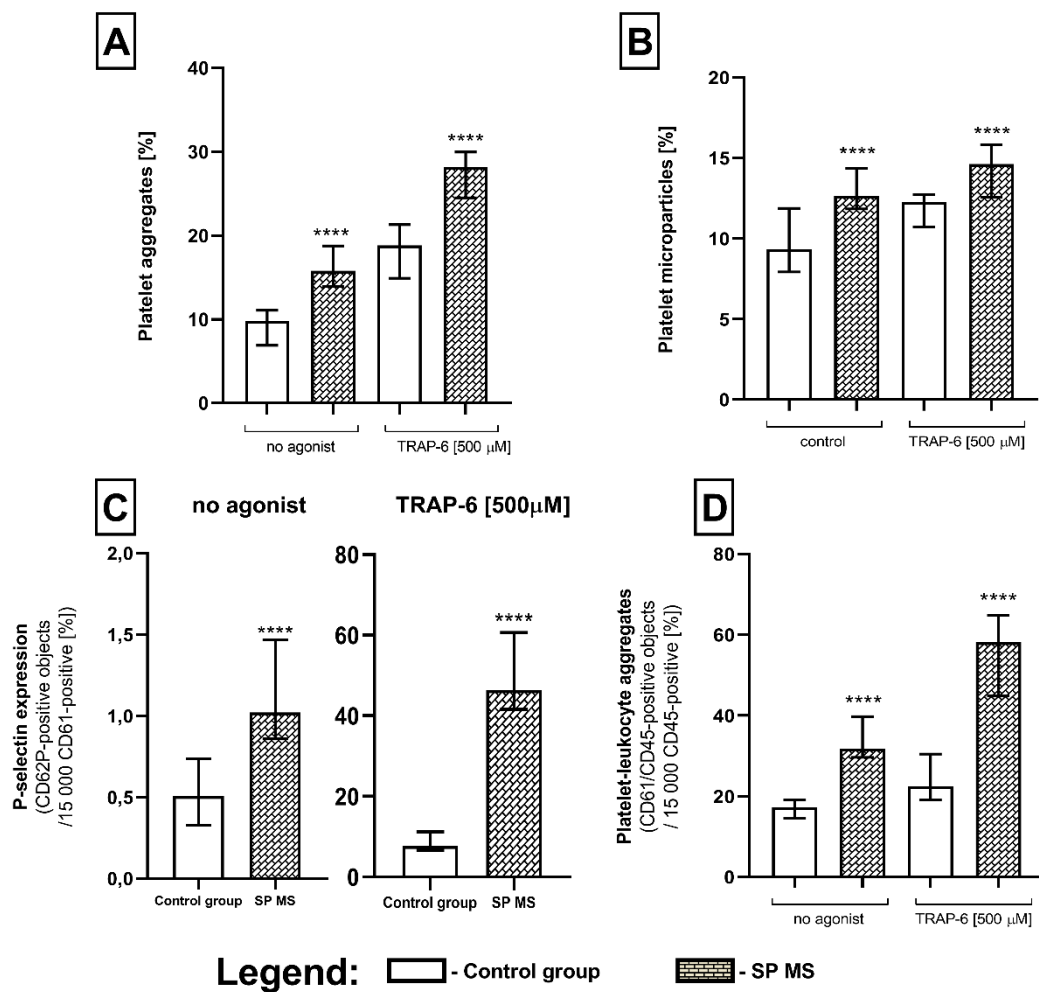 A
Platelet aggregates [%]
40
30
20
10
0
****
****
no agonist
TRAP-6 [500 µM]
B
Platelet microparticles [%]
20
15
10
5
0
****
****
control
TRAP-6 [500 µM]
C
no agonist
P-selectin expression
(CD62P-positive objects
/15 000 CD61-positive [%])
2,0
1,5
1,0
0,5
0,0
****
Control group
SP MS
TRAP-6 [500µM]
80
60
40
20
0
****
Control group
SP MS
D
Platelet-leukocyte aggregates
(CD61/CD45-positive objects
/ 15 000 CD45-positive [%])
80
60
40
20
0
****
****
no agonist
TRAP-6 [500 µM]
Legend: - Control group - SP MS